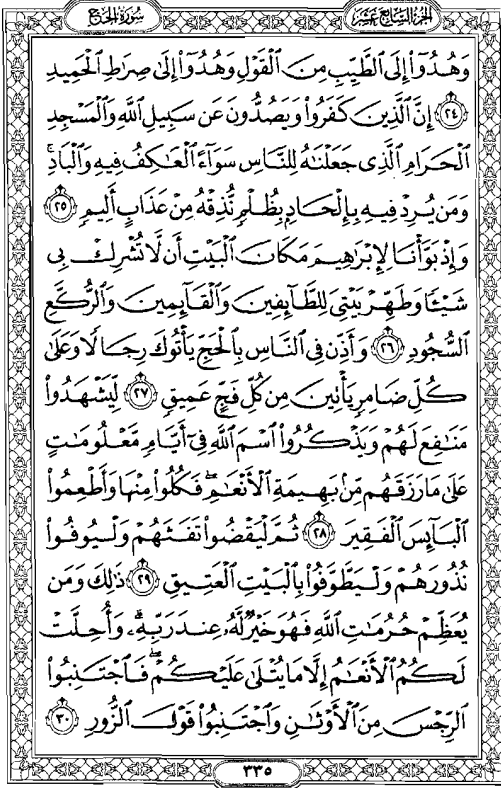 الجزء السابع عشر
سورة الحج
وَهُدُوٓا۟ إِلَى ٱلطَّيِّبِ مِنَ ٱلْقَوْلِ وَهُدُوٓا۟ إِلَىٰ صِرَٰطِ ٱلْحَمِيدِ
٢٤ إِنَّ ٱلَّذِينَ كَفَرُوا۟ وَيَصُدُّونَ عَن سَبِيلِ ٱللَّهِ وَٱلْمَسْجِدِ
ٱلْحَرَامِ ٱلَّذِى جَعَلْنَٰهُ لِلنَّاسِ سَوَآءً ٱلْعَٰكِفُ فِيهِ وَٱلْبَادِ ۚ
وَمَن يُرِدْ فِيهِ بِإِلْحَادٍۭ بِظُلْمٍ نُّذِقْهُ مِنْ عَذَابٍ أَلِيمٍ ٢٥
وَإِذْ بَوَّأْنَا لِإِبْرَٰهِيمَ مَكَانَ ٱلْبَيْتِ أَن لَّا تُشْرِكْ بِى
شَيْـًٔا وَطَهِّرْ بَيْتِىَ لِلطَّآئِفِينَ وَٱلْقَآئِمِينَ وَٱلرُّكَّعِ
ٱلسُّجُودِ ٢٦ وَأَذِّن فِى ٱلنَّاسِ بِٱلْحَجِّ يَأْتُوكَ رِجَالًا وَعَلَىٰ
كُلِّ ضَامِرٍ يَأْتِينَ مِن كُلِّ فَجٍّ عَمِيقٍ ٢٧ لِّيَشْهَدُوا۟
مَنَٰفِعَ لَهُمْ وَيَذْكُرُوا۟ ٱسْمَ ٱللَّهِ فِىٓ أَيَّامٍ مَّعْلُومَٰتٍ
عَلَىٰ مَا رَزَقَهُم مِّنۢ بَهِيمَةِ ٱلْأَنْعَٰمِ ۖ فَكُلُوا۟ مِنْهَا وَأَطْعِمُوا۟
ٱلْبَآئِسَ ٱلْفَقِيرَ ٢٨ ثُمَّ لْيَقْضُوا۟ تَفَثَهُمْ وَلْيُوفُوا۟
نُذُورَهُمْ وَلْيَطَّوَّفُوا۟ بِٱلْبَيْتِ ٱلْعَتِيقِ ٢٩ ذَٰلِكَ وَمَن
يُعَظِّمْ حُرُمَٰتِ ٱللَّهِ فَهُوَ خَيْرٌ لَّهُۥ عِندَ رَبِّهِۦ ۗ وَأُحِلَّتْ
لَكُمُ ٱلْأَنْعَٰمُ إِلَّا مَا يُتْلَىٰ عَلَيْكُمْ ۖ فَٱجْتَنِبُوا۟
ٱلرِّجْسَ مِنَ ٱلْأَوْثَٰنِ وَٱجْتَنِبُوا۟ قَوْلَ ٱلزُّورِ ٣٠
٣٣٥